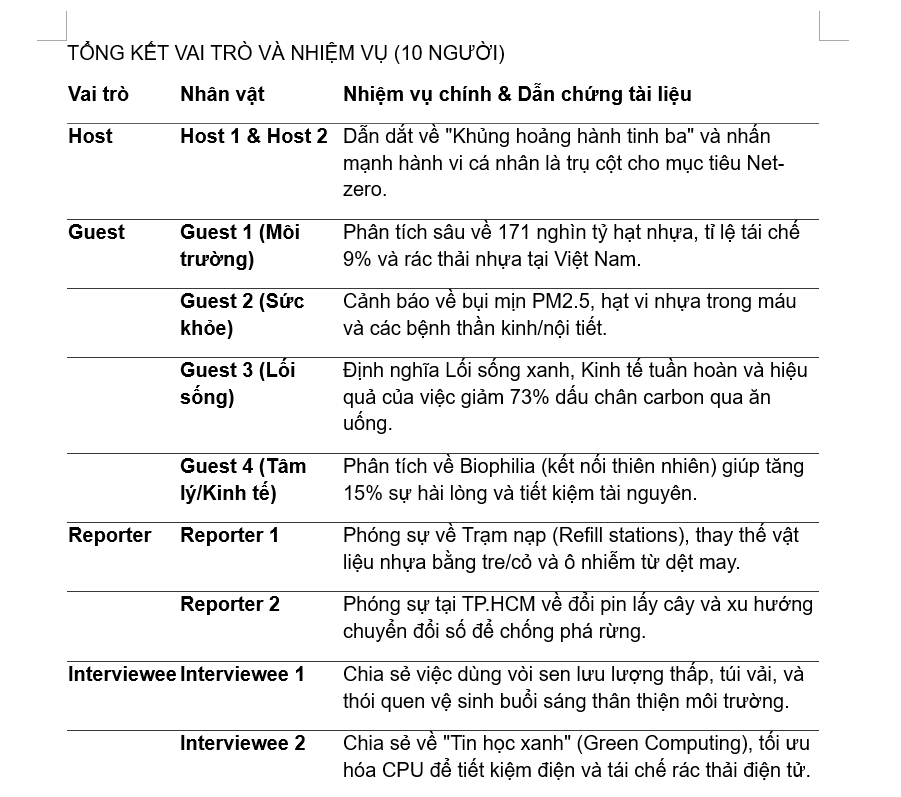 TỔNG KẾT VAI TRÒ VÀ NHIỆM VỤ (10 NGƯỜI)
Vai trò Nhân vật Nhiệm vụ chính & Dẫn chứng tài liệu
Host Host 1 & Host 2 Dẫn dắt về "Khủng hoảng hành tinh ba" và nhấn
mạnh hành vi cá nhân là trụ cột cho mục tiêu Net-
zero.
Guest Guest 1 (Môi Phân tích sâu về 171 nghìn tỷ hạt nhựa, tỉ lệ tái chế
trường) 9% và rác thải nhựa tại Việt Nam.
Guest 2 (Sức Cảnh báo về bụi mịn PM2.5, hạt vi nhựa trong máu
khỏe) và các bệnh thần kinh/nội tiết.
Guest 3 (Lối Định nghĩa Lối sống xanh, Kinh tế tuần hoàn và hiệu
sống) quả của việc giảm 73% dấu chân carbon qua ăn
uống.
Guest 4 (Tâm Phân tích về Biophilia (kết nối thiên nhiên) giúp tăng
lý/Kinh tế) 15% sự hài lòng và tiết kiệm tài nguyên.
Reporter Reporter 1 Phóng sự về Trạm nạp (Refill stations), thay thế vật
liệu nhựa bằng tre/cỏ và ô nhiễm từ dệt may.
Reporter 2 Phóng sự tại TP.HCM về đổi pin lấy cây và xu hướng
chuyển đổi số để chống phá rừng.
Interviewee Interviewee 1 Chia sẻ việc dùng vòi sen lưu lượng thấp, túi vải, và
thói quen vệ sinh buổi sáng thân thiện môi trường.
Interviewee 2 Chia sẻ về "Tin học xanh" (Green Computing), tối ưu
hóa CPU để tiết kiệm điện và tái chế rác thải điện tử.